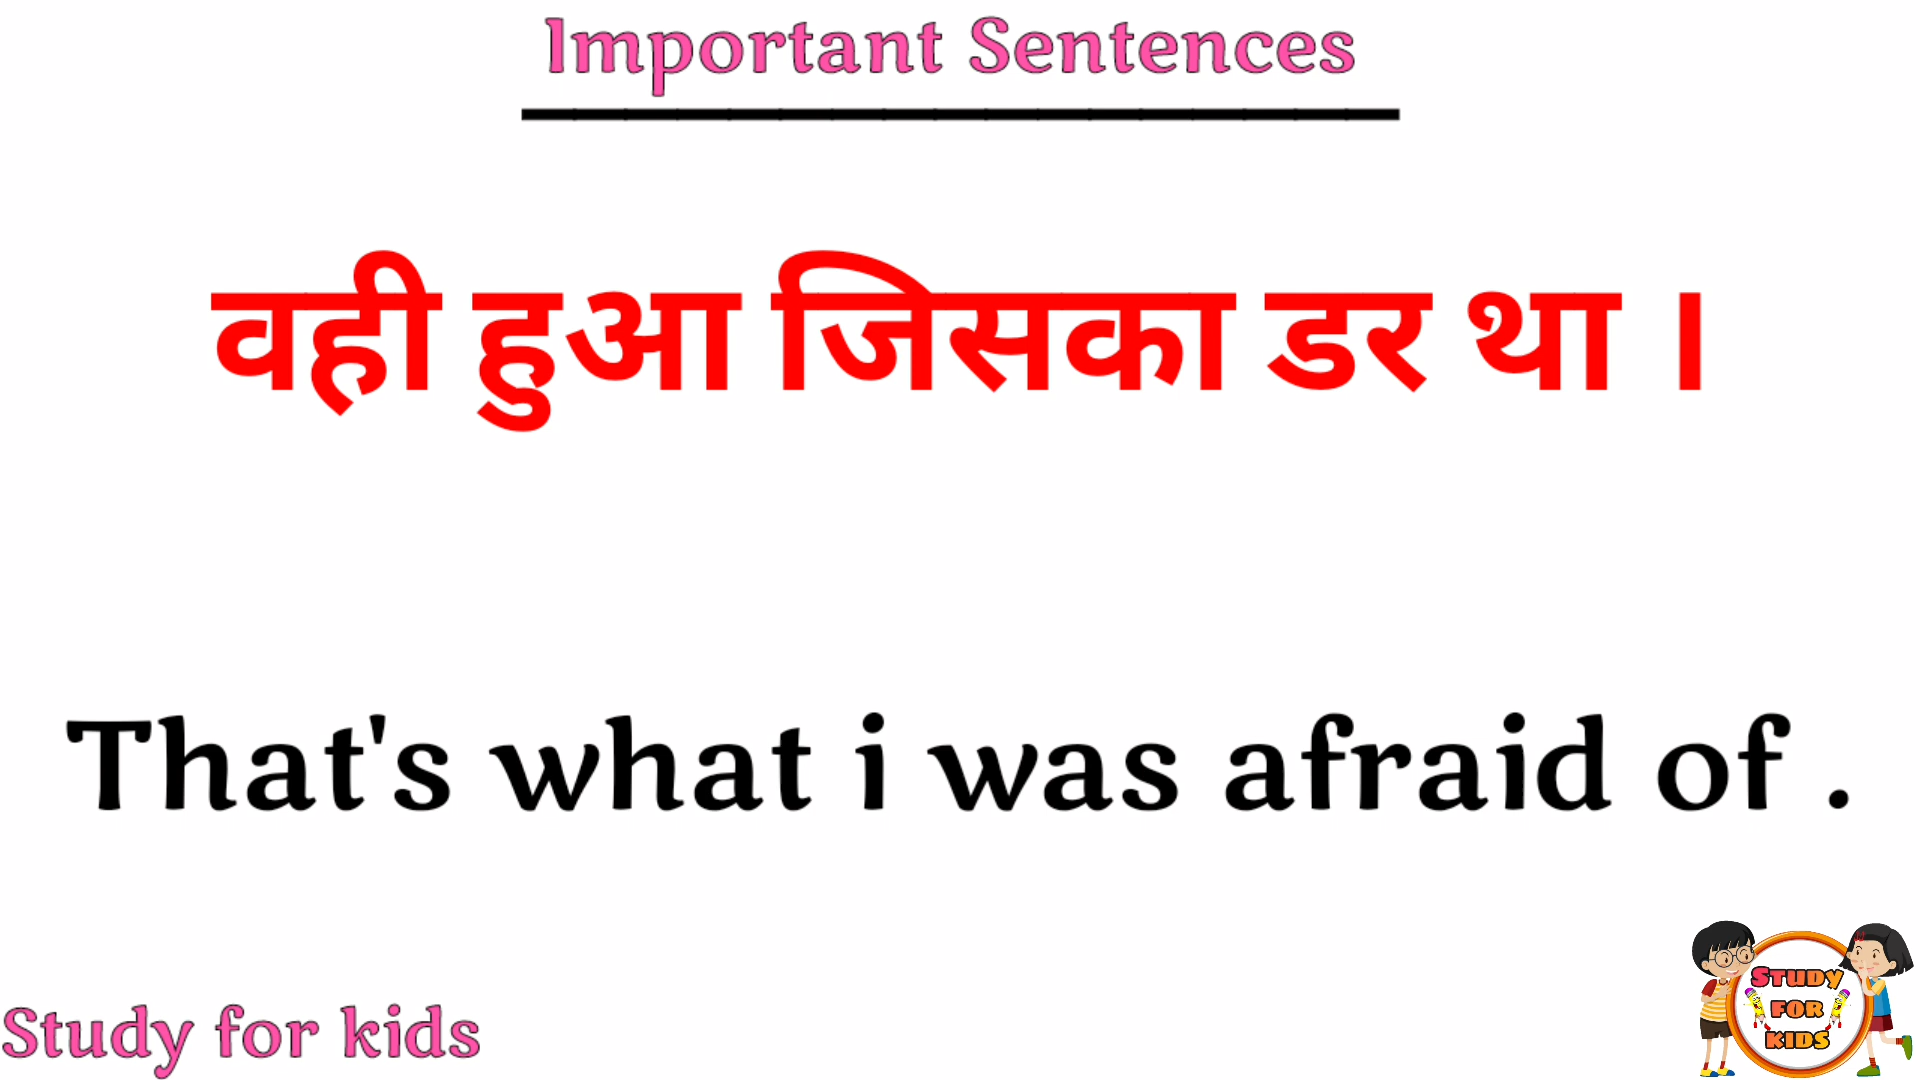 Important Sentences
वही हुआ जिसका डर था ।
That's what i was afraid of .
Study for kids
STUDY
FOR
KIDS